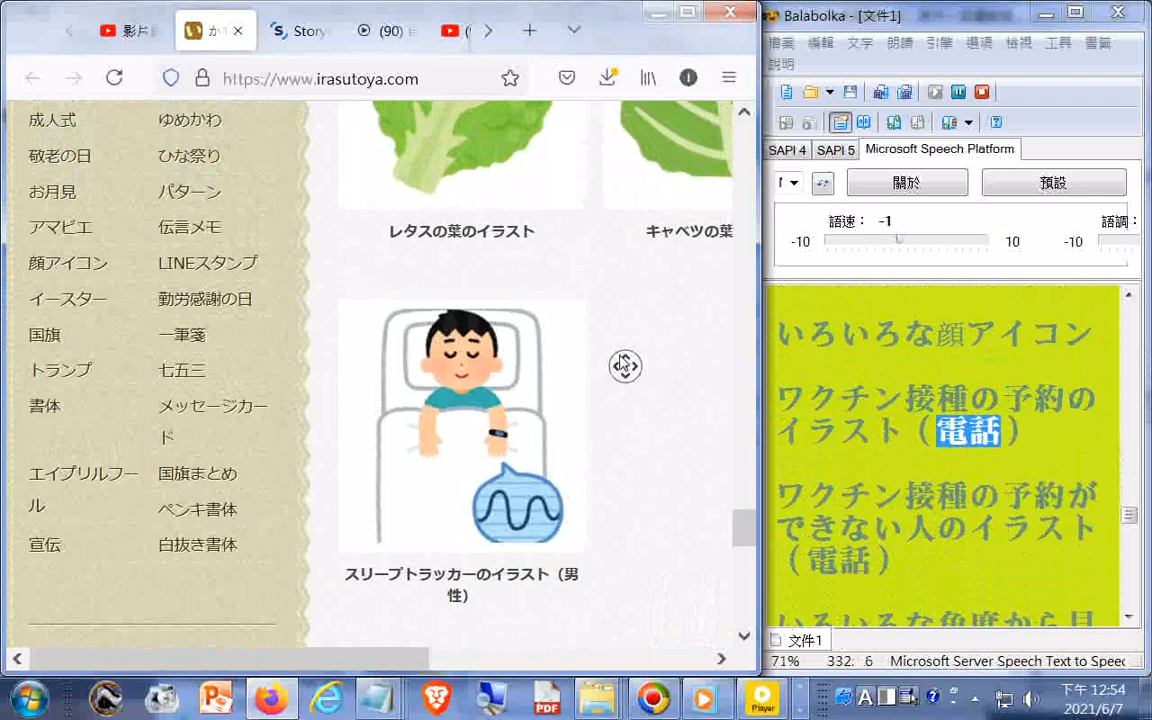 影片
か
Story
(90)
(
Balabolka - [文件1]
https://www.irasutoya.com
檔案 編輯 文字 朗讀 引擎 選項 檢視 工具 書籤
說明
SAPI 4 SAPI 5 Microsoft Speech Platform
關於 預設
語速： -1 語調：
-10 10 -10
成人式 ゆめかわ
敬老の日 ひな祭り
お月見 パターン
アマビエ 伝言メモ
顔アイコン LINEスタンプ
イースター 勤労感謝の日
国旗 一筆箋
トランプ 七五三
書体 メッセージカー
ド
エイプリルフー 国旗まとめ
ル
ペンキ書体
宣伝 白抜き書体
レタスの葉のイラスト キャベツの葉
スリープトラッカーのイラスト（男
性）
いろいろな顔アイコン
ワクチン接種の予約の
イラスト（電話）
ワクチン接種の予約が
できない人のイラスト
（電話）
いろいろな角度から見
文件1
71% 332: 6 Microsoft Server Speech Text to Speec
PDF
Player
A
下午 12:54
2021/6/7